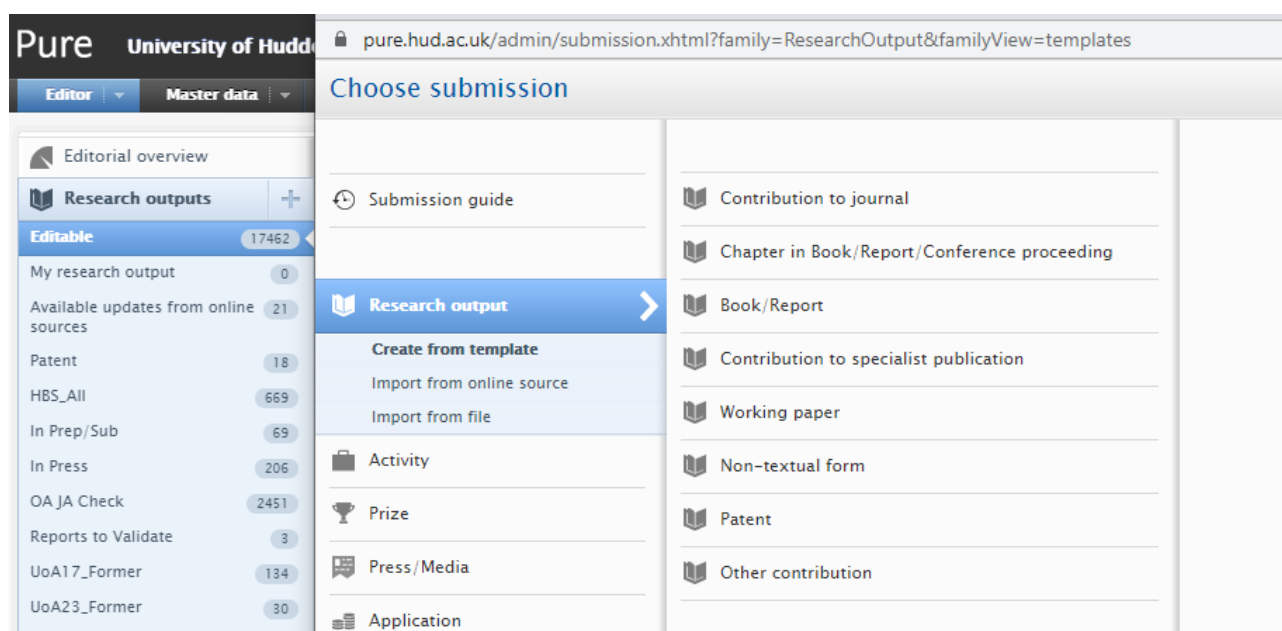 Pure University of Hudd
pure.hud.ac.uk/admin/submission.xhtml?family=ResearchOutput&familyView=templates
Editor Master data
Choose submission
Editorial overview
Research outputs
Editable 17462
My research output 0
Available updates from online 21
sources
Patent 18
HBS_All 669
In Prep/Sub 69
In Press 206
OA JA Check 2451
Reports to Validate 3
UoA17_Former 134
UoA23_Former 30
Submission guide
Research output
Create from template
Import from online source
Import from file
Activity
Prize
Press/Media
Application
Contribution to journal
Chapter in Book/Report/Conference proceeding
Book/Report
Contribution to specialist publication
Working paper
Non-textual form
Patent
Other contribution